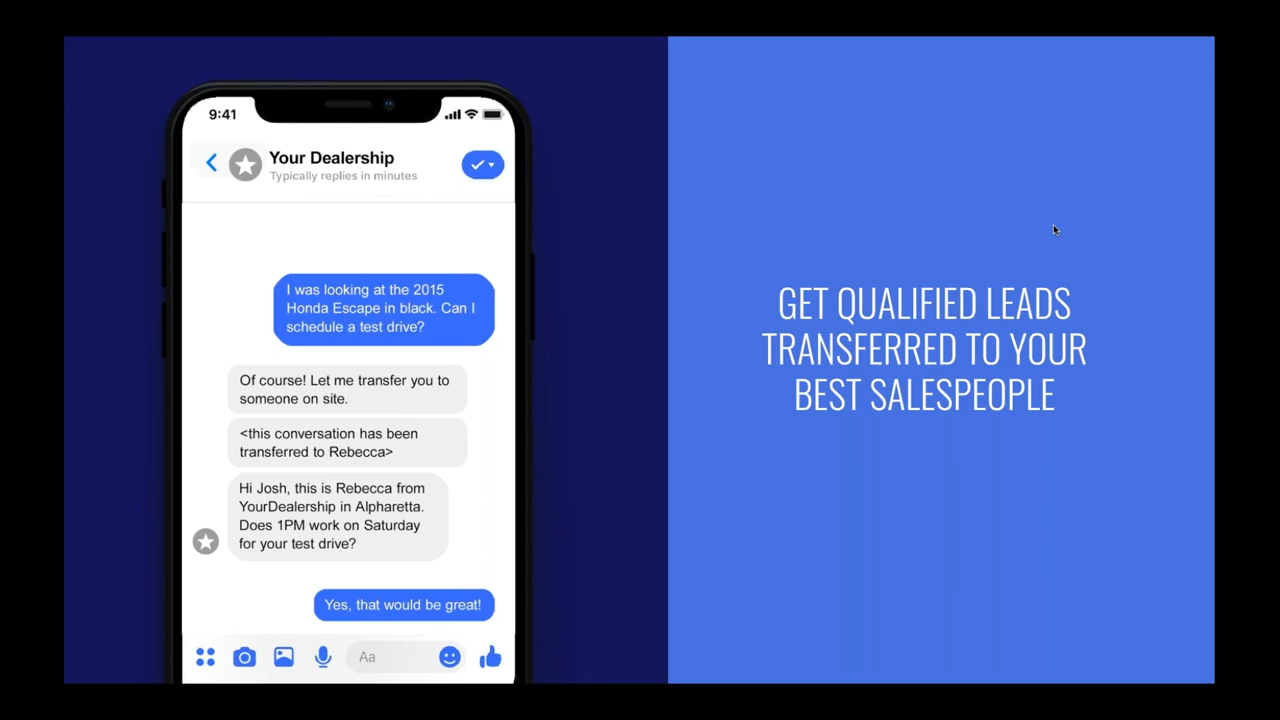 9:41
Your Dealership
Typically replies in minutes
I was looking at the 2015
Honda Escape in black. Can I
schedule a test drive?
Of course! Let me transfer you to
someone on site.
<this conversation has been
transferred to Rebecca>
Hi Josh, this is Rebecca from
YourDealership in Alpharetta.
Does 1PM work on Saturday
for your test drive?
Yes, that would be great!
Aa
GET QUALIFIED LEADS
TRANSFERRED TO YOUR
BEST SALESPEOPLE